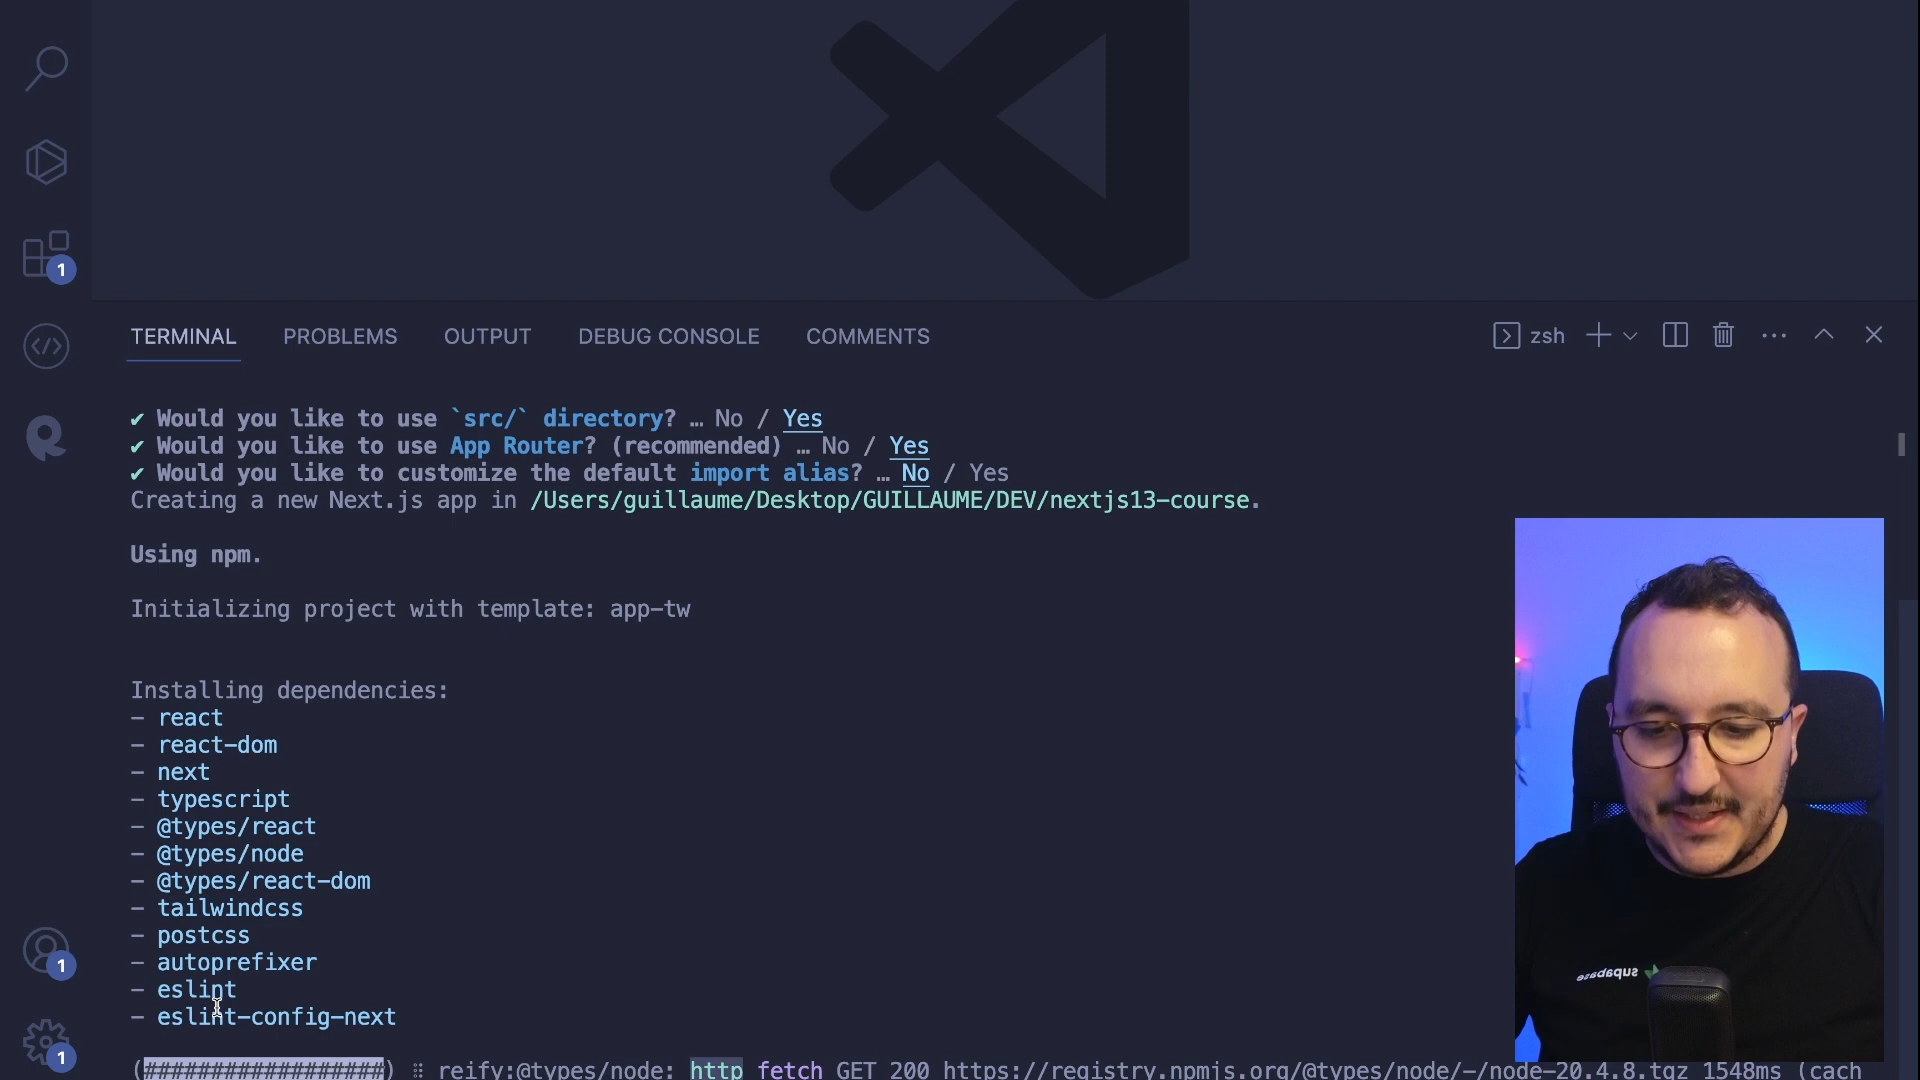 1
TERMINAL PROBLEMS OUTPUT DEBUG CONSOLE COMMENTS zsh
✔ Would you like to use `src/` directory? … No / Yes
✔ Would you like to use App Router? (recommended) … No / Yes
✔ Would you like to customize the default import alias? … No / Yes
Creating a new Next.js app in /Users/guillaume/Desktop/GUILLAUME/DEV/nextjs13-course.
Using npm.
Initializing project with template: app-tw
Installing dependencies:
- react
- react-dom
- next
- typescript
- @types/react
- @types/node
- @types/react-dom
- tailwindcss
- postcss
- autoprefixer
- eslint
- eslint-config-next
supabase
1
1
(##################) ⠿ reify:@types/node: http fetch GET 200 https://registry.npmjs.org/@types/node/-/node-20.4.8.tgz 1548ms (cach